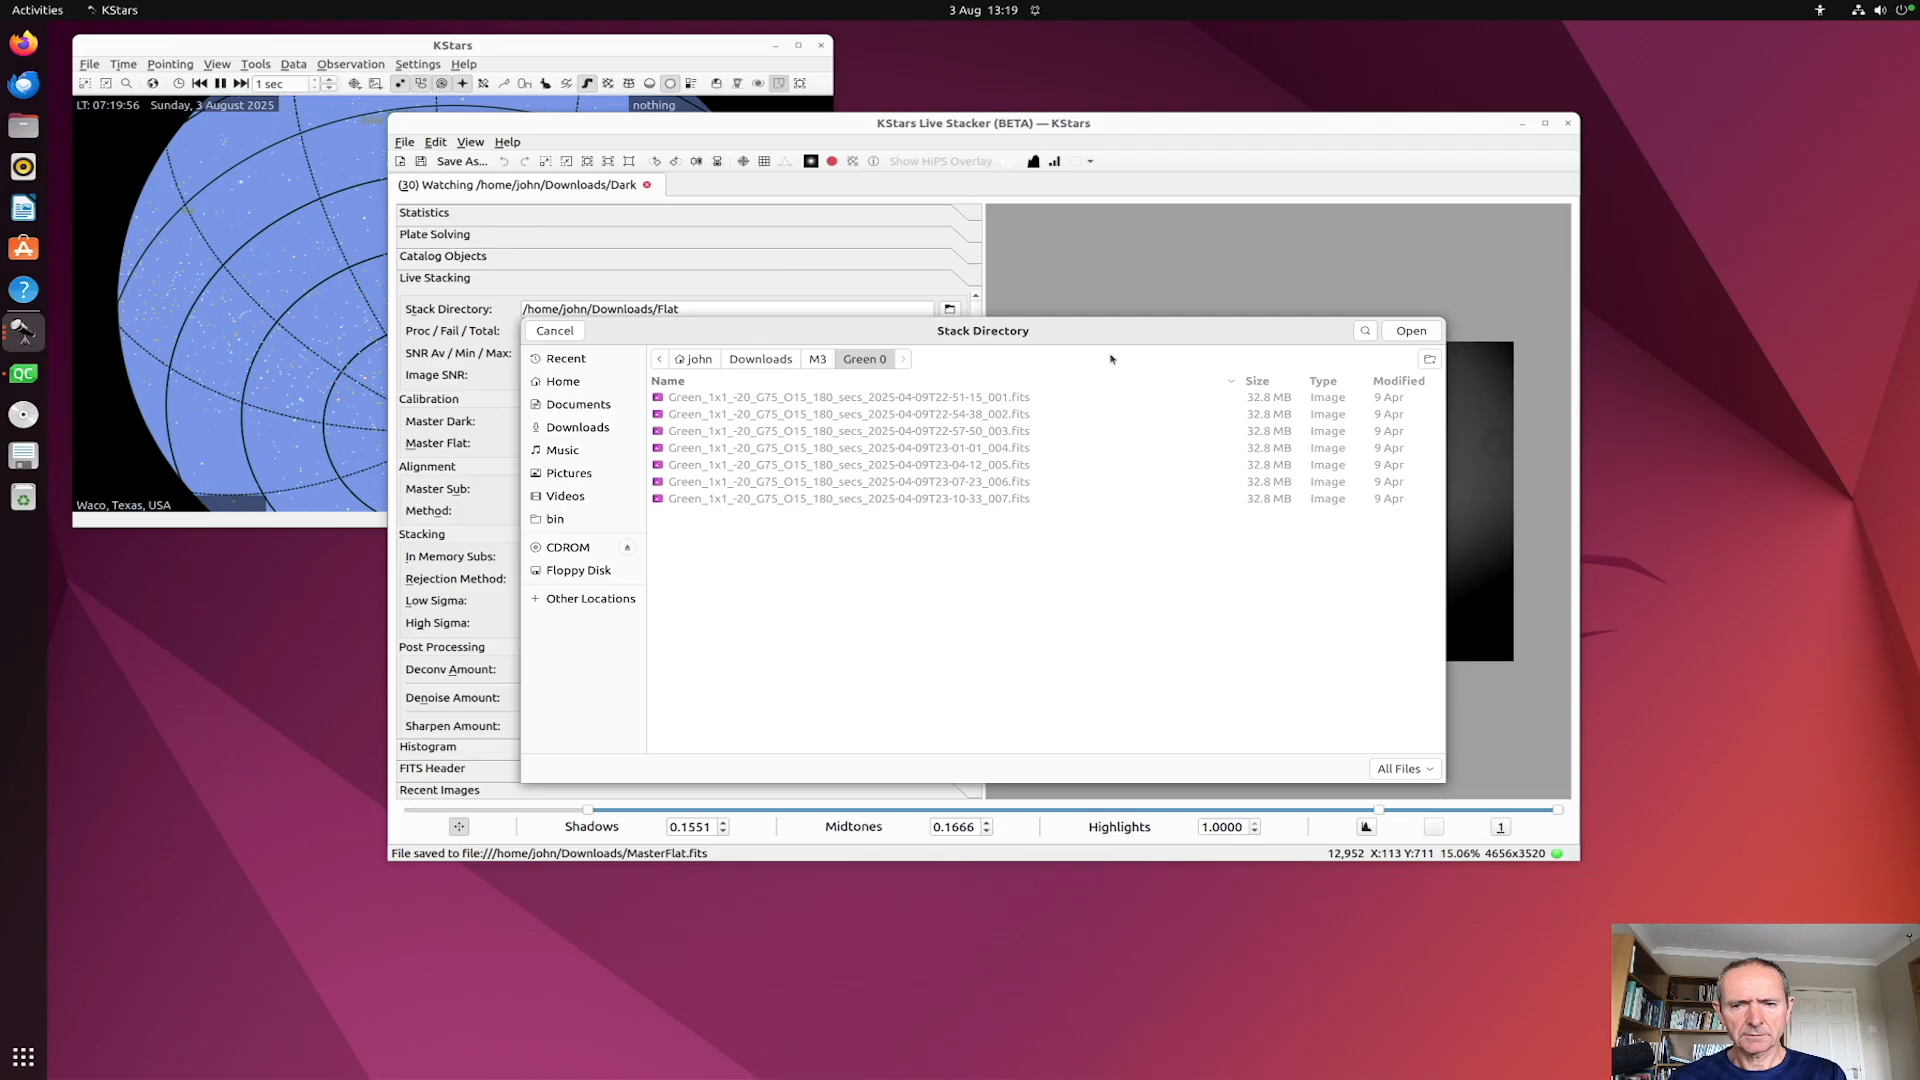 Activities KStars 3 Aug 13:19
KStars
File Time Pointing View Tools Data Observation Settings Help
1 sec
LT: 07:19:56 Sunday, 3 August 2025 nothing
Waco, Texas, USA
KStars Live Stacker (BETA) — KStars
File Edit View Help
Save As... Show HiPS Overlay
(30) Watching /home/john/Downloads/Dark
Statistics
Plate Solving
Catalog Objects
Live Stacking
Stack Directory: /home/john/Downloads/Flat
Proc / Fail / Total:
SNR Av / Min / Max:
Image SNR:
Calibration
Master Dark:
Master Flat:
Alignment
Master Sub:
Method:
Stacking
In Memory Subs:
Rejection Method:
Low Sigma:
High Sigma:
Post Processing
Deconv Amount:
Denoise Amount:
Sharpen Amount:
Histogram
FITS Header
Recent Images
Cancel Stack Directory Open
Recent
Home
Documents
Downloads
Music
Pictures
Videos
bin
CDROM
Floppy Disk
Other Locations
john Downloads M3 Green 0
Name Size Type Modified
Green_1x1_-20_G75_O15_180_secs_2025-04-09T22-51-15_001.fits 32.8 MB Image 9 Apr
Green_1x1_-20_G75_O15_180_secs_2025-04-09T22-54-38_002.fits 32.8 MB Image 9 Apr
Green_1x1_-20_G75_O15_180_secs_2025-04-09T22-57-50_003.fits 32.8 MB Image 9 Apr
Green_1x1_-20_G75_O15_180_secs_2025-04-09T23-01-01_004.fits 32.8 MB Image 9 Apr
Green_1x1_-20_G75_O15_180_secs_2025-04-09T23-04-12_005.fits 32.8 MB Image 9 Apr
Green_1x1_-20_G75_O15_180_secs_2025-04-09T23-07-23_006.fits 32.8 MB Image 9 Apr
Green_1x1_-20_G75_O15_180_secs_2025-04-09T23-10-33_007.fits 32.8 MB Image 9 Apr
All Files
Shadows 0.1551 Midtones 0.1666 Highlights 1.0000 1
File saved to file:///home/john/Downloads/MasterFlat.fits 12,952 X:113 Y:711 15.06% 4656x3520
QC